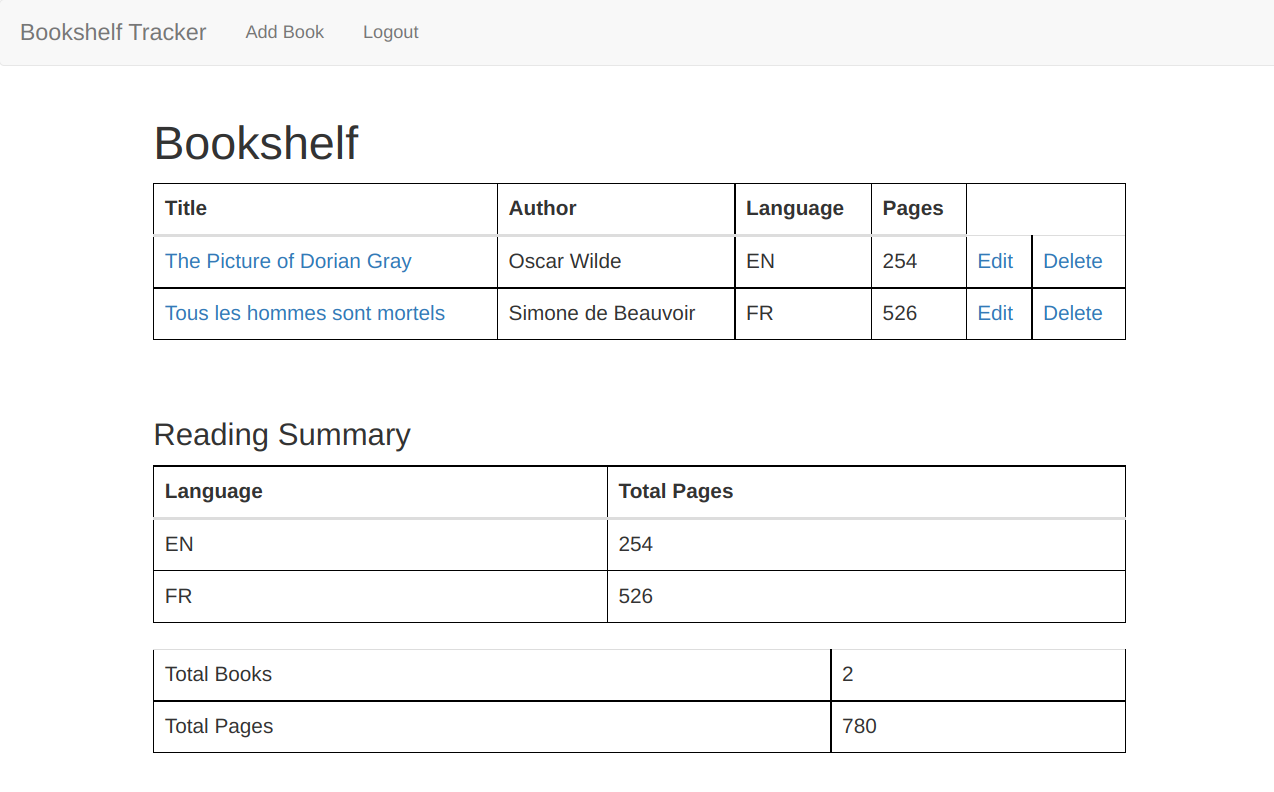 Bookshelf Tracker Add Book Logout
Bookshelf
Title Author Language Pages
The Picture of Dorian Gray Oscar Wilde EN 254 Edit Delete
Tous les hommes sont mortels Simone de Beauvoir FR 526 Edit Delete
Reading Summary
Language Total Pages
EN 254
FR 526
Total Books 2
Total Pages 780